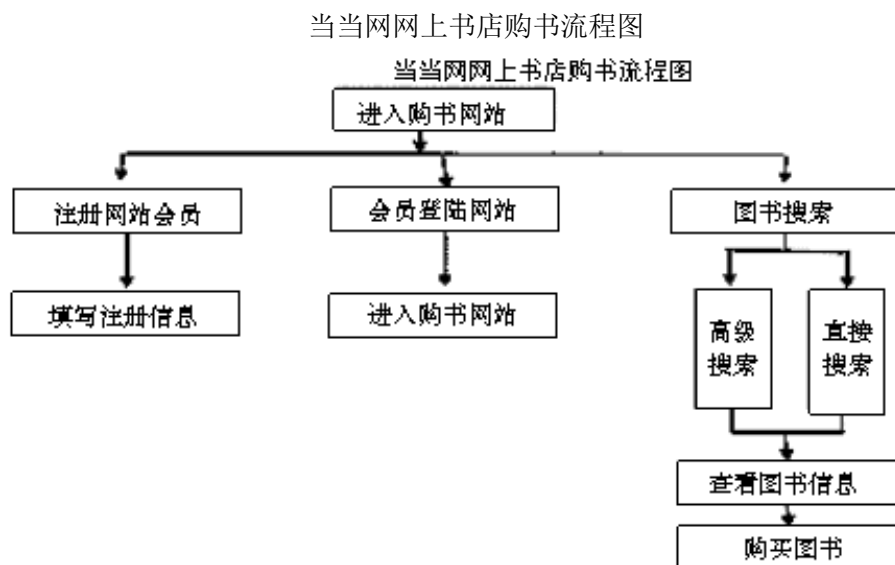 当当网网上书店购书流程图
当当网网上书店购书流程图
进入购书网站
注册网站会员
会员登陆网站
图书搜索
填写注册信息
进入购书网站
高级
搜索
直接
搜索
查看图书信息
购买图书